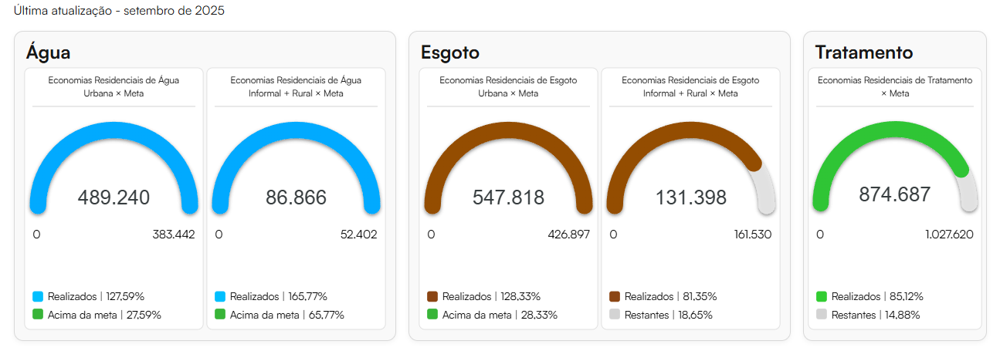 Última atualização - setembro de 2025
Água
Economias Residenciais de Água
Urbana × Meta
489.240
0
383.442
Realizados | 127,59%
Acima da meta | 27,59%
Economias Residenciais de Água
Informal + Rural × Meta
86.866
0
52.402
Realizados | 165,77%
Acima da meta | 65,77%
Esgoto
Economias Residenciais de Esgoto
Urbana × Meta
547.818
0
426.897
Realizados | 128,33%
Acima da meta | 28,33%
Economias Residenciais de Esgoto
Informal + Rural × Meta
131.398
0
161.530
Realizados | 81,35%
Restantes | 18,65%
Tratamento
Economias Residenciais de Tratamento
× Meta
874.687
0
1.027.620
Realizados | 85,12%
Restantes | 14,88%